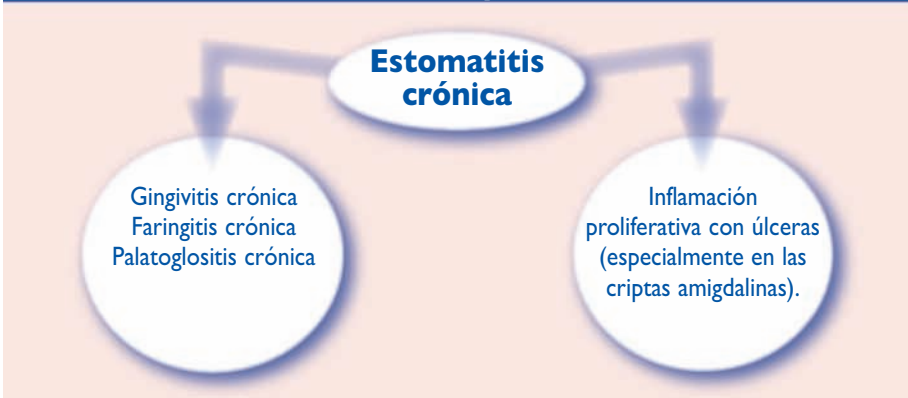 Estomatitis
crónica
Gingivitis crónica
Faringitis crónica
Palatoglositis crónica
Inflamación
proliferativa con úlceras
(especialmente en las
criptas amigdalinas).